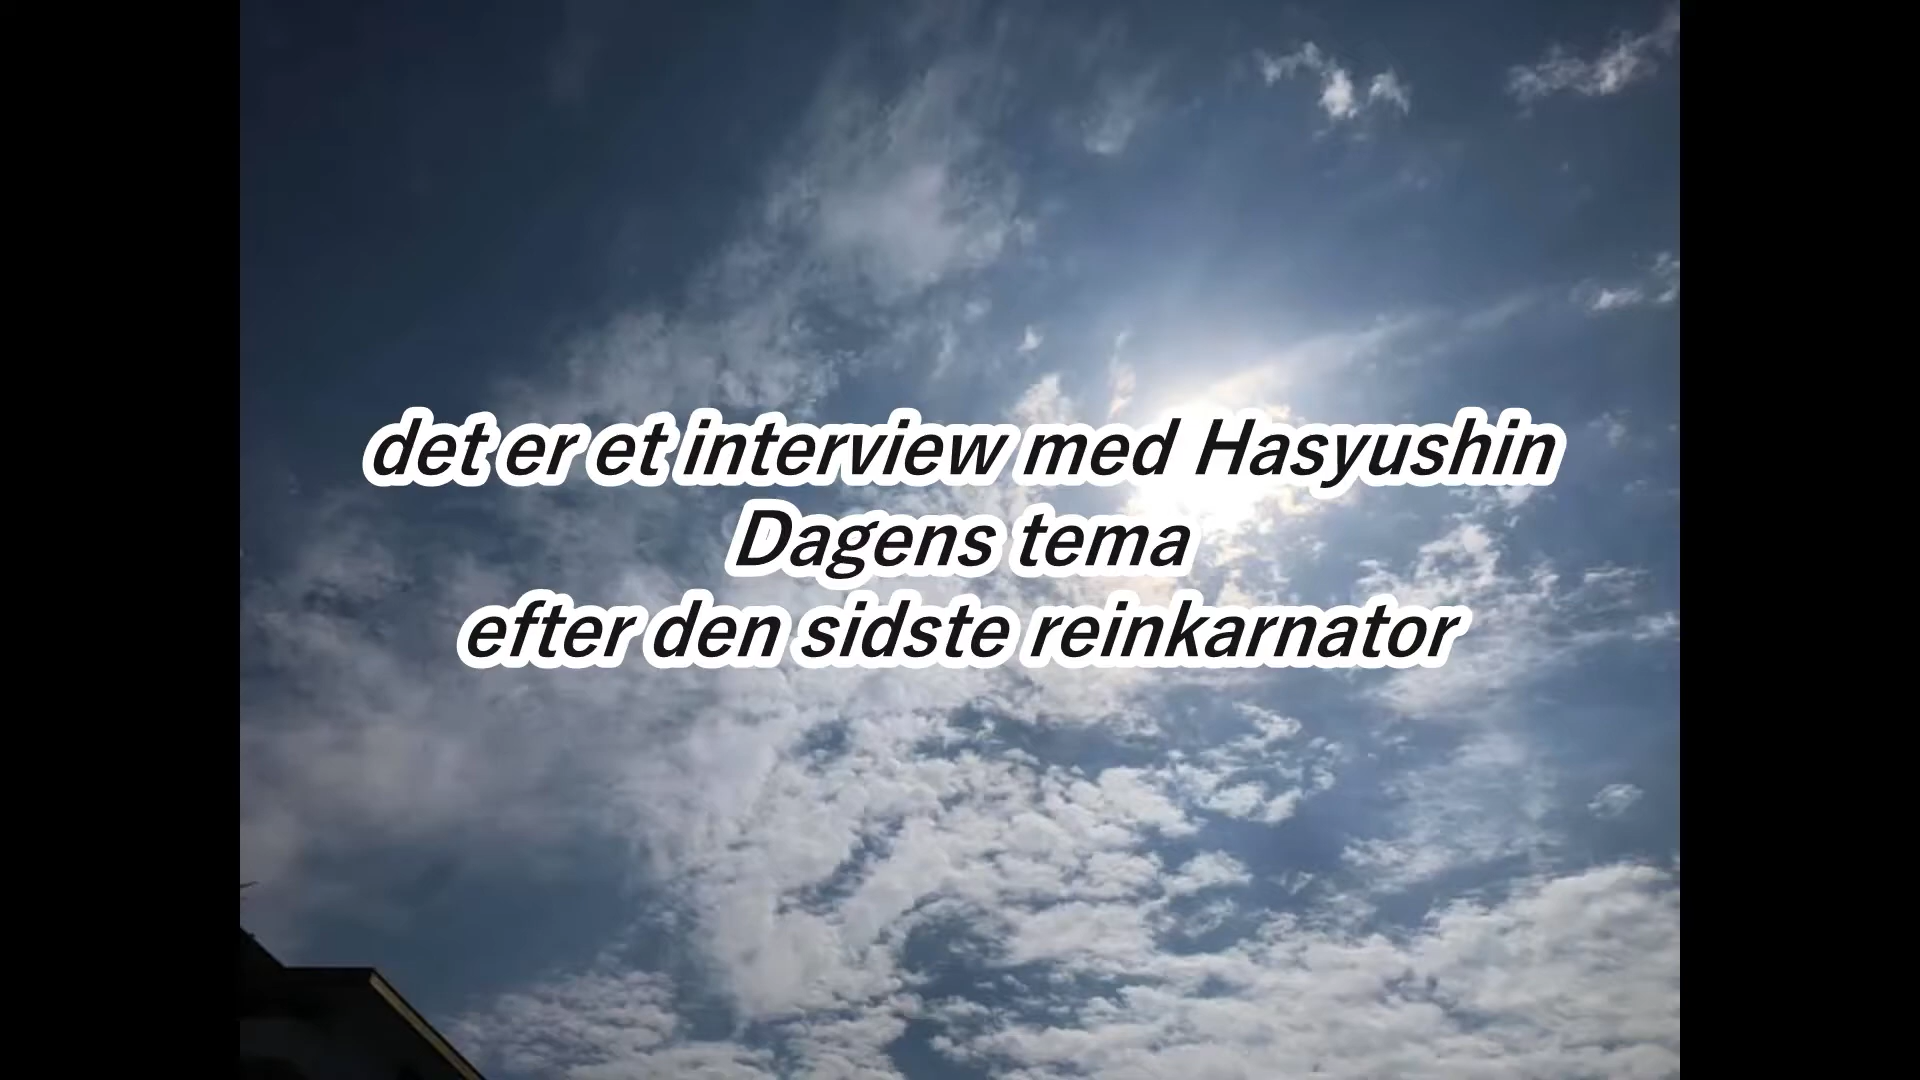 det er et interview med Hasyushin
Dagens tema
efter den sidste reinkarnator